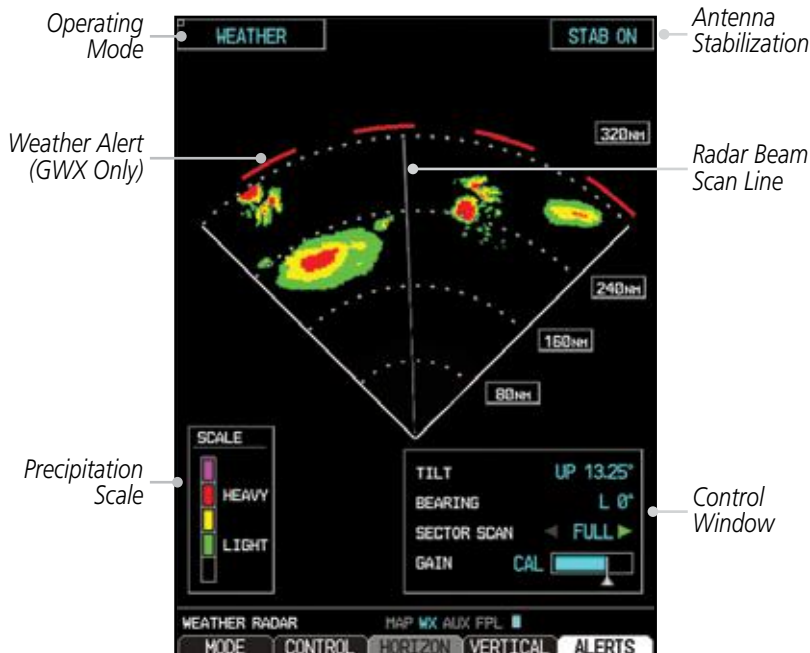 Operating
Mode
WEATHER
STAB ON
Antenna
Stabilization
Weather Alert
(GWX Only)
320NM
Radar Beam
Scan Line
240NM
160NM
80NM
Precipitation
Scale
SCALE
HEAVY
LIGHT
TILT UP 13.25°
BEARING L 0°
SECTOR SCAN FULL
GAIN CAL
Control
Window
WEATHER RADAR MAP WX AUX FPL
MODE CONTROL HORIZON VERTICAL ALERTS